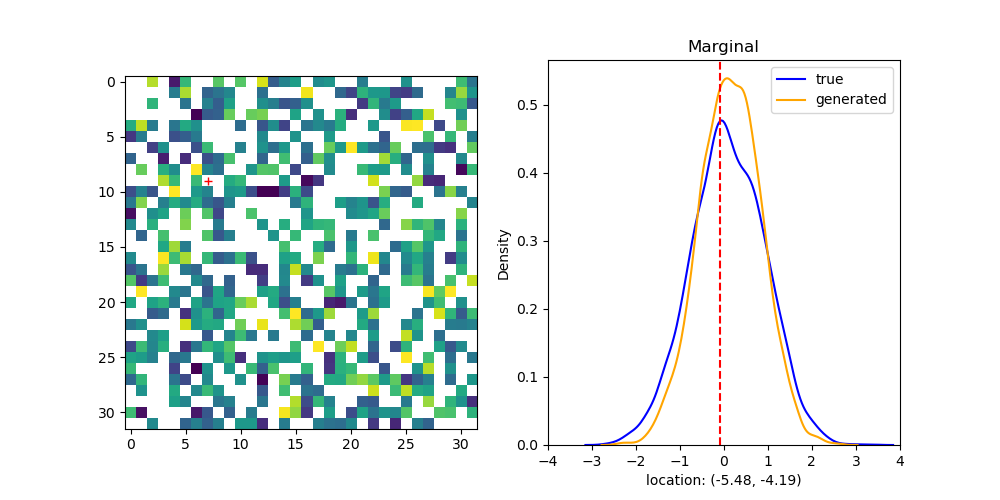 Marginal
true
generated
Density
0
5
10
15
20
25
30
0 5 10 15 20 25 30
0.5
0.4
0.3
0.2
0.1
0.0
−4 −3 −2 −1 0 1 2 3 4
location: (-5.48, -4.19)